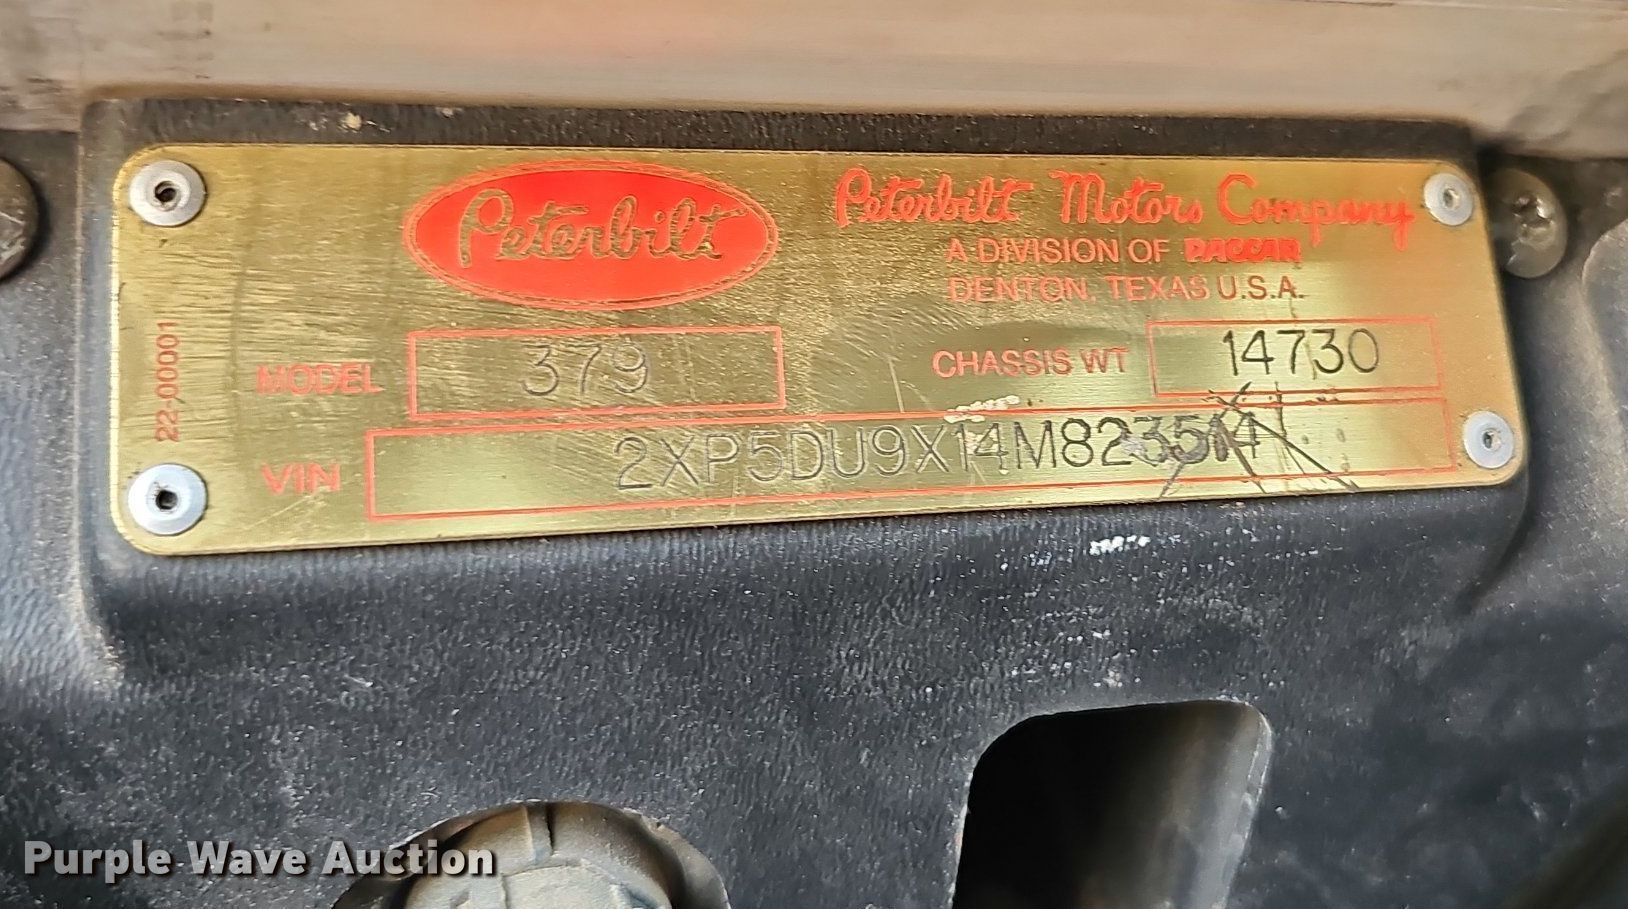 Peterbilt
Peterbilt Motors Company
A DIVISION OF PACCAR
DENTON, TEXAS U.S.A.
22-00001
MODEL 379
CHASSIS WT 14730
VIN 2XP5DU9X14M823514
Purple Wave Auction